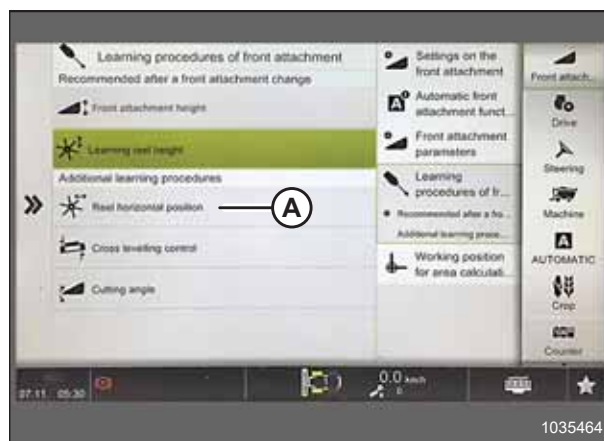 Learning procedures of front attachment
Recommended after a front attachment change
Front attachment height
Learning reel height
Additional learning procedures
Reel horizontal position
A
Cross levelling control
Cutting angle
Settings on the
front attachment
Automatic front
attachment funct...
Front attachment
parameters
Learning
procedures of fr...
Recommended after a fro...
Additional learning proce...
Working position
for area calculati...
Front attach...
Drive
Steering
Machine
A
AUTOMATIC
Crop
Counter
07.11 05:30
0.0 km/h
0
1035464